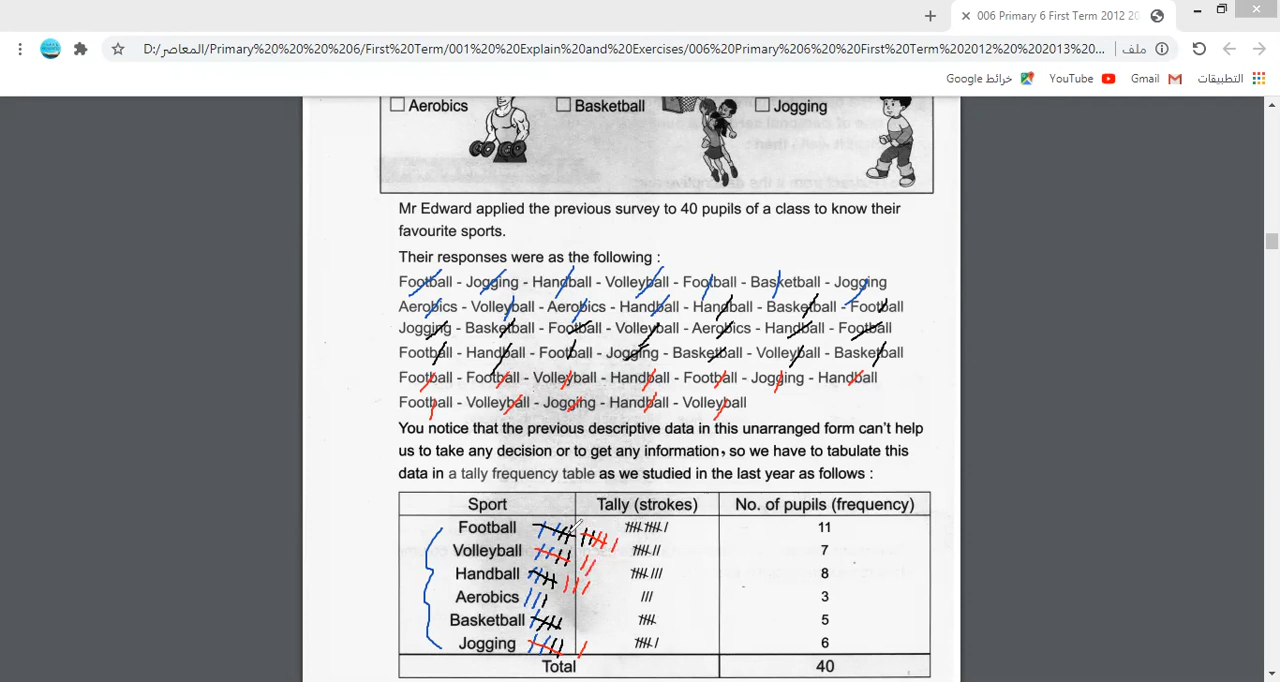 006 Primary 6 First Term 2012 20
D:/المعاصر/Primary%20%20%20%206/First%20Term/001%20%20Explain%20and%20Exercises/006%20Primary%206%20%20First%20Term%202012%20%202013%20... ملف
التطبيقات Gmail YouTube خرائط Google
Aerobics Basketball Jogging
Mr Edward applied the previous survey to 40 pupils of a class to know their
favourite sports.
Their responses were as the following :
Football - Jogging - Handball - Volleyball - Football - Basketball - Jogging
Aerobics - Volleyball - Aerobics - Handball - Handball - Basketball - Football
Jogging - Basketball - Football - Volleyball - Aerobics - Handball - Football
Football - Handball - Football - Jogging - Basketball - Volleyball - Basketball
Football - Football - Volleyball - Handball - Football - Jogging - Handball
Football - Volleyball - Jogging - Handball - Volleyball
You notice that the previous descriptive data in this unarranged form can't help
us to take any decision or to get any information, so we have to tabulate this
data in a tally frequency table as we studied in the last year as follows :
Sport Tally (strokes) No. of pupils (frequency)
Football 11
Volleyball 7
Handball 8
Aerobics 3
Basketball 5
Jogging 6
Total 40